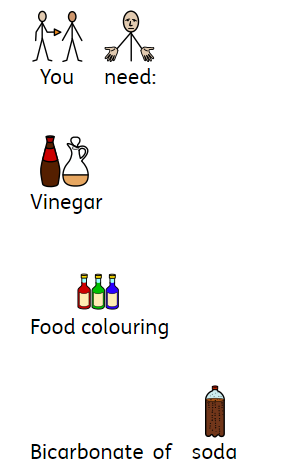 You need:
Vinegar
Food colouring
Bicarbonate of soda